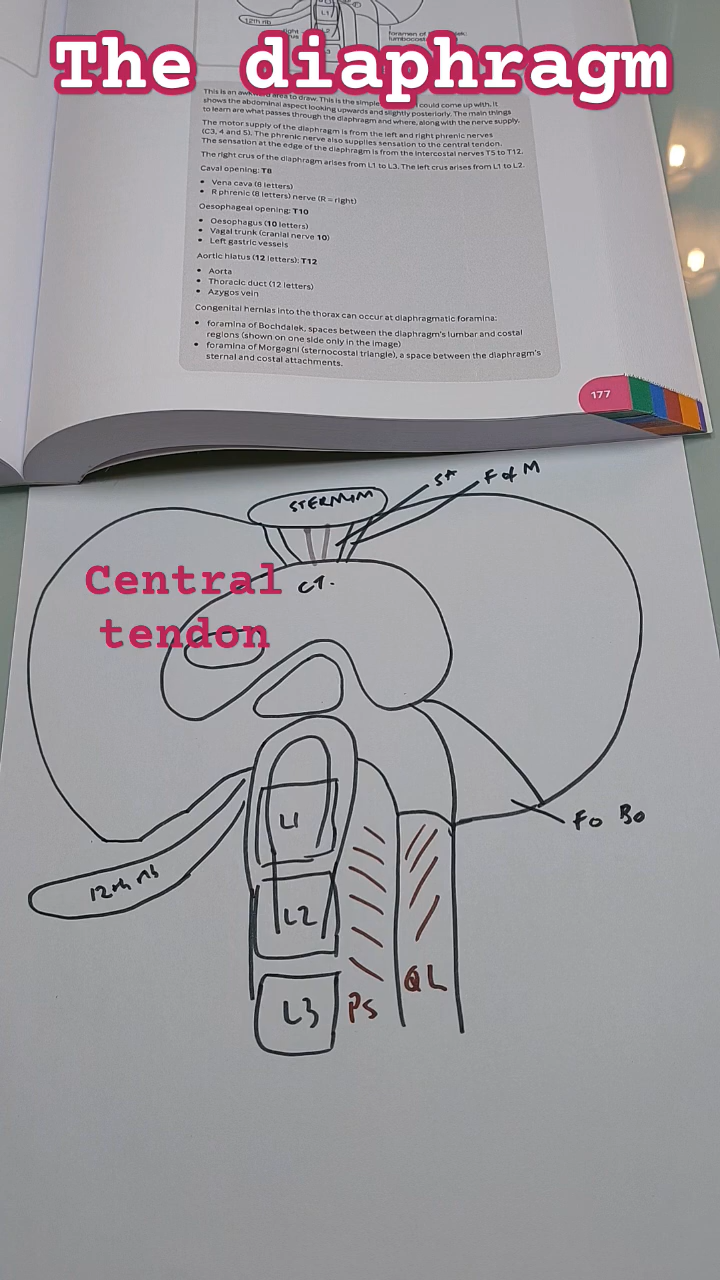 12th rib
L1
The diaphragm
This is an area to draw. This is the simple I could come up with. It
shows the abdominal aspect looking upwards and slightly posteriorly. The main things
to learn are what passes through the diaphragm and where, along with the nerve supply.
The motor supply of the diaphragm is from the left and right phrenic nerves
(C3, 4 and 5). The phrenic nerve also supplies sensation to the central tendon.
The sensation at the edge of the diaphragm is from the intercostal nerves T5 to T12.
The right crus of the diaphragm arises from L1 to L3. The left crus arises from L1 to L2.
Caval opening: T8
• Vena cava (8 letters)
• R phrenic (8 letters) nerve (R = right)
Oesophageal opening: T10
• Oesophagus (10 letters)
• Vagal trunk (cranial nerve 10)
• Left gastric vessels
Aortic hiatus (12 letters): T12
• Aorta
• Thoracic duct (12 letters)
• Azygos vein
Congenital hernias into the thorax can occur at diaphragmatic foramina:
• foramina of Bochdalek, spaces between the diaphragm's lumbar and costal
regions (shown on one side only in the image)
• foramina of Morgagni (sternocostal triangle), a space between the diaphragm's
sternal and costal attachments.
177
STERNUM
St
F of M
Central
tendon
CT.
L1
Fo Bo
12th rib
L2
QL
L3
PS